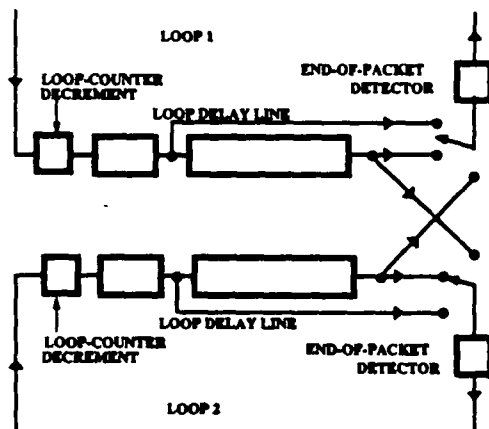 LOOP 1
LOOP-COUNTER
DECREMENT
END-OF-PACKET
DETECTOR
LOOP DELAY LINE
LOOP DELAY LINE
LOOP-COUNTER
DECREMENT
END-OF-PACKET
DETECTOR
LOOP 2